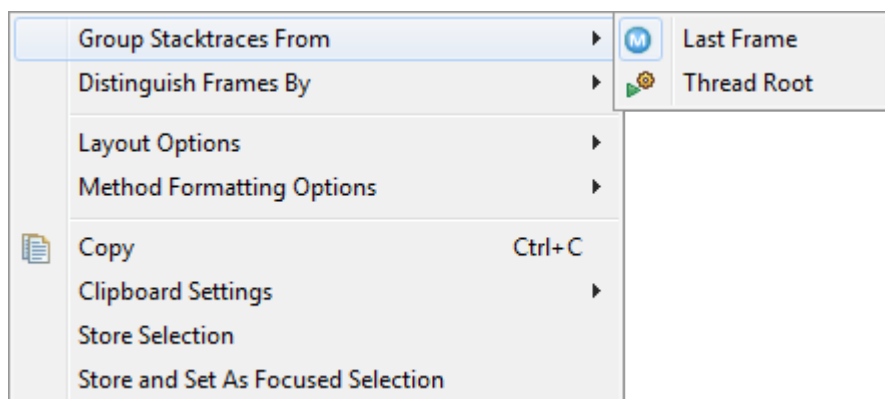 Group Stacktraces From
Last Frame
Distinguish Frames By
Thread Root
Layout Options
Method Formatting Options
Copy Ctrl+C
Clipboard Settings
Store Selection
Store and Set As Focused Selection